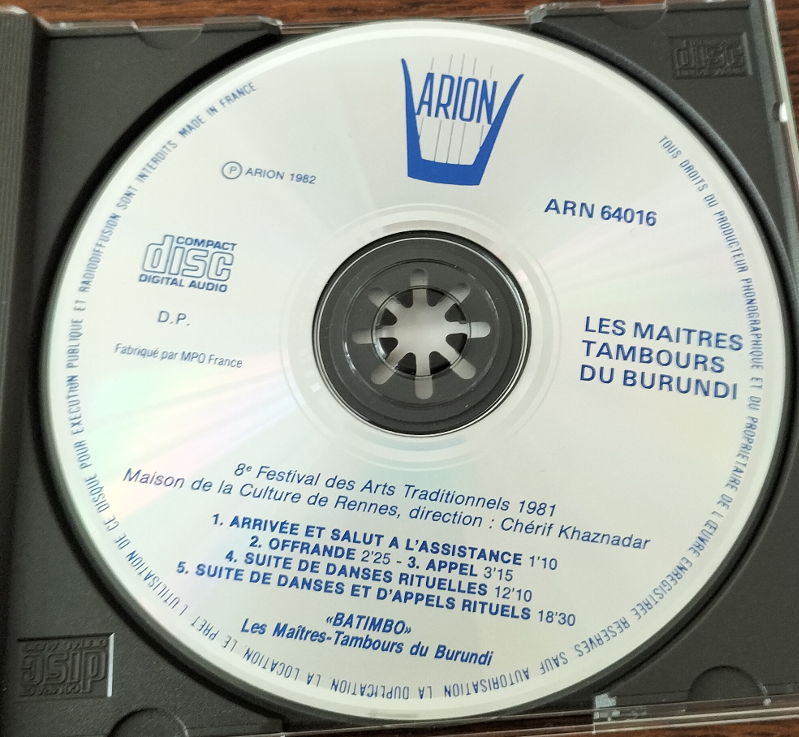 ARION
Ⓟ ARION 1982
ARN 64016
COMPACT
disc
DIGITAL AUDIO
D.P.
Fabriqué par MPO France
LES MAITRES
TAMBOURS
DU BURUNDI
8e Festival des Arts Traditionnels 1981
Maison de la Culture de Rennes, direction : Chérif Khaznadar
1. ARRIVÉE ET SALUT A L'ASSISTANCE 1'10
2. OFFRANDE 2'25 - 3. APPEL 3'15
4. SUITE DE DANSES RITUELLES 12'10
5. SUITE DE DANSES ET D'APPELS RITUELS 18'30
«BATIMBO»
Les Maîtres-Tambours du Burundi
TOUS DROITS DU PRODUCTEUR PHONOGRAPHIQUE ET DU PROPRIETAIRE DE L'ŒUVRE ENREGISTREE RESERVES SAUF AUTORISATION LA DUPLICATION LA LOCATION LE PRET L'UTILISATION DE CE DISQUE POUR EXECUTION PUBLIQUE ET RADIODIFFUSION SONT INTERDITS MADE IN FRANCE
disc
disc